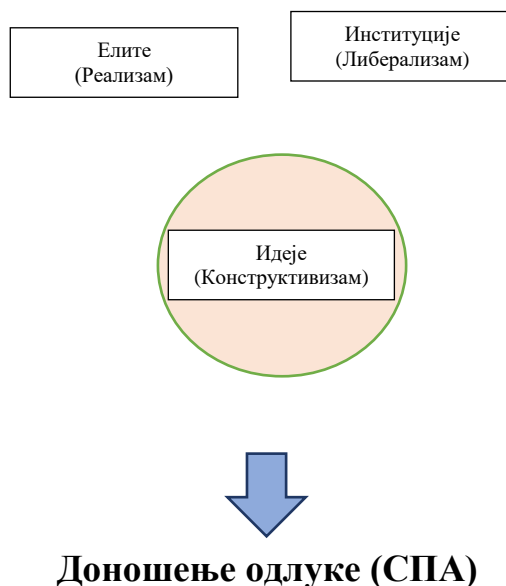 Елите
(Реализам)
Институције
(Либерализам)
Идеје
(Конструктивизам)
Доношење одлуке (СПА)